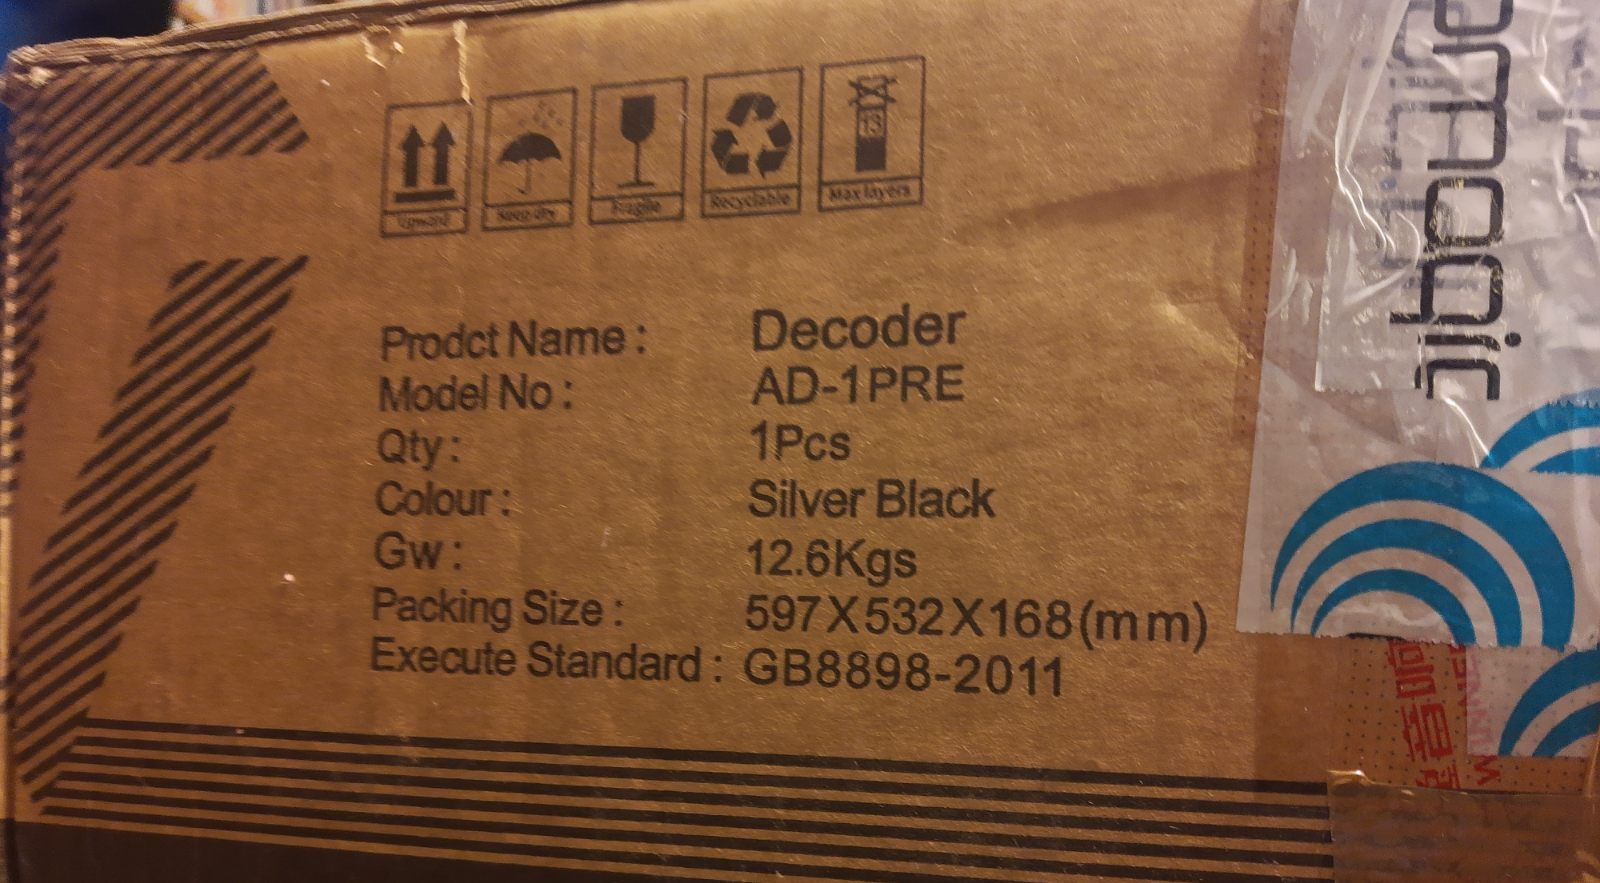 13
Upward
Keep dry
Fragile
Recyclable
Max layers
Prodct Name : Decoder
Model No : AD-1PRE
Qty : 1Pcs
Colour : Silver Black
Gw : 12.6Kgs
Packing Size : 597X532X168(mm)
Execute Standard : GB8898-2011